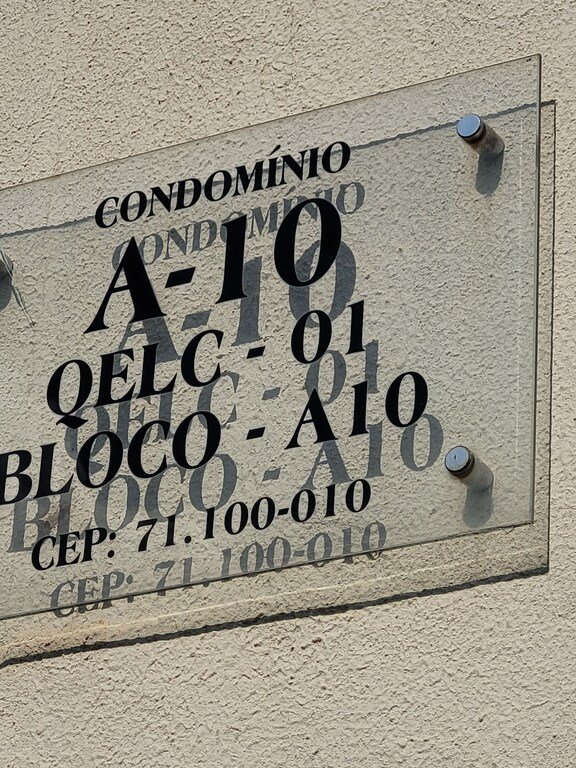 CONDOMÍNIO
A-10
QELC - 01
BLOCO - A10
CEP: 71.100-010